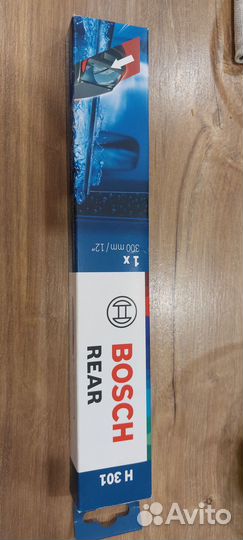 1 x
300 mm / 12"
BOSCH
REAR
H 301
Avito